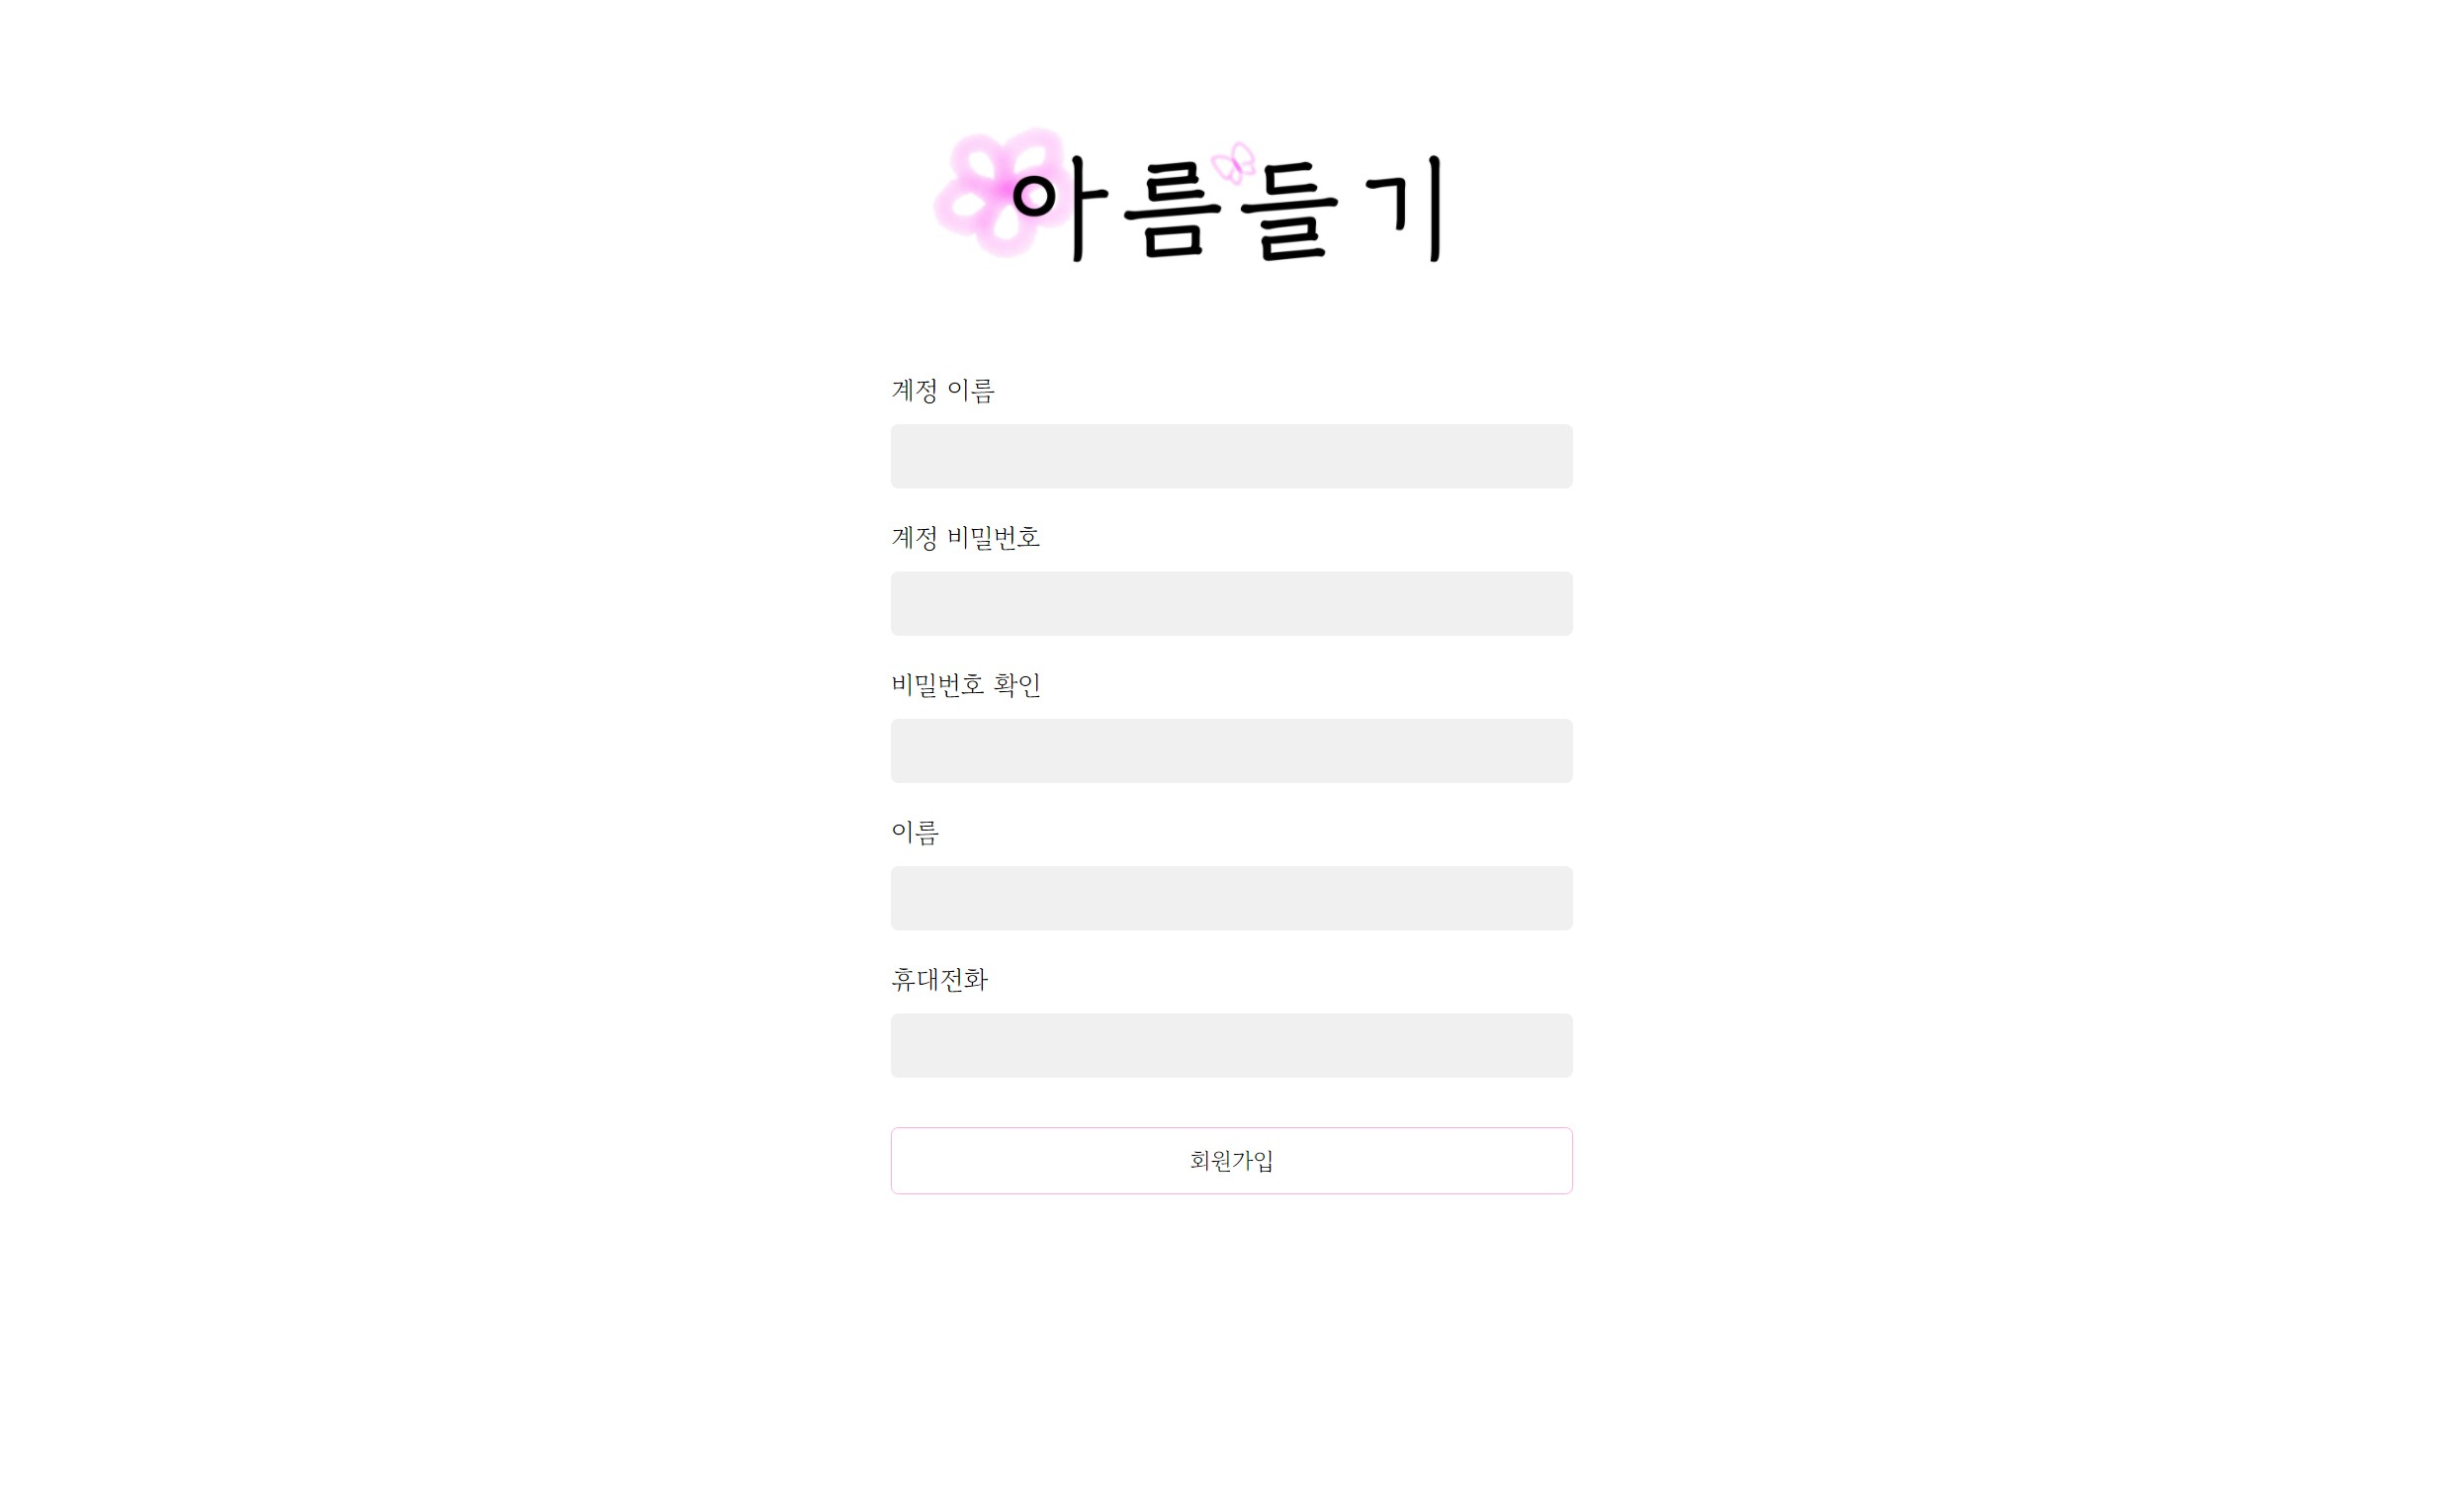 아름들기
계정 이름
계정 비밀번호
비밀번호 확인
이름
휴대전화
회원가입